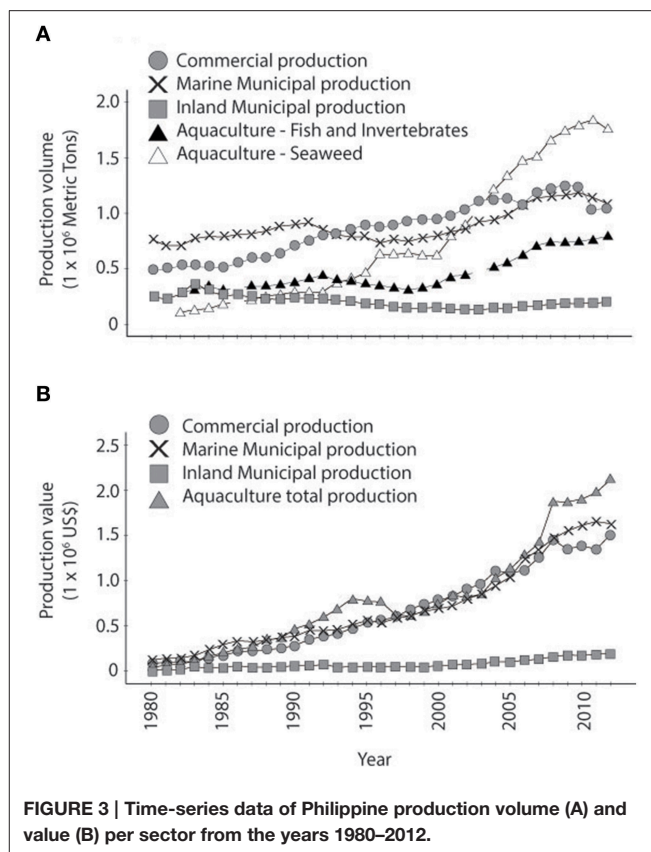 A
Commercial production
Marine Municipal production
Inland Municipal production
Aquaculture - Fish and Invertebrates
Aquaculture - Seaweed
Production volume
(1 x 10⁶ Metric Tons)
2.0
1.5
1.0
0.5
0
B
Commercial production
Marine Municipal production
Inland Municipal production
Aquaculture total production
Production value
(1 x 10⁶ US$)
2.5
2.0
1.5
1.0
0.5
0
1980
1985
1990
1995
2000
2005
2010
Year
FIGURE 3 | Time-series data of Philippine production volume (A) and
value (B) per sector from the years 1980–2012.